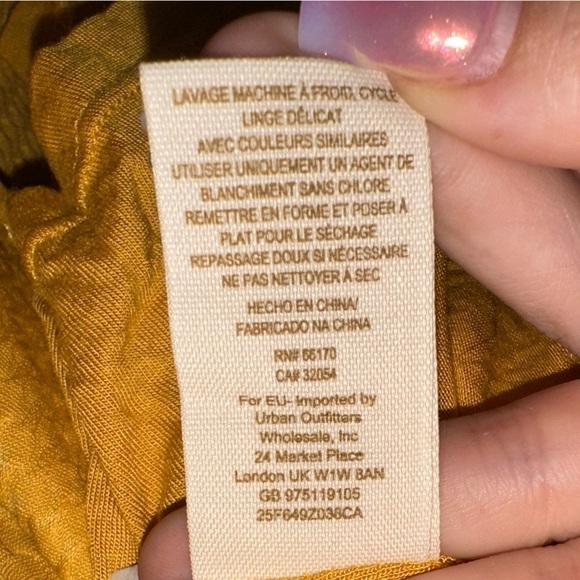 LAVAGE MACHINE À FROID, CYCLE
LINGE DÉLICAT
AVEC COULEURS SIMILAIRES
UTILISER UNIQUEMENT UN AGENT DE
BLANCHIMENT SANS CHLORE
REMETTRE EN FORME ET POSER À
PLAT POUR LE SÉCHAGE
REPASSAGE DOUX SI NÉCESSAIRE
NE PAS NETTOYER À SEC
HECHO EN CHINA/
FABRICADO NA CHINA
RN# 66170
CA# 32054
For EU- Imported by
Urban Outfitters
Wholesale, Inc
24 Market Place
London UK W1W 8AN
GB 975119105
25F649Z038CA